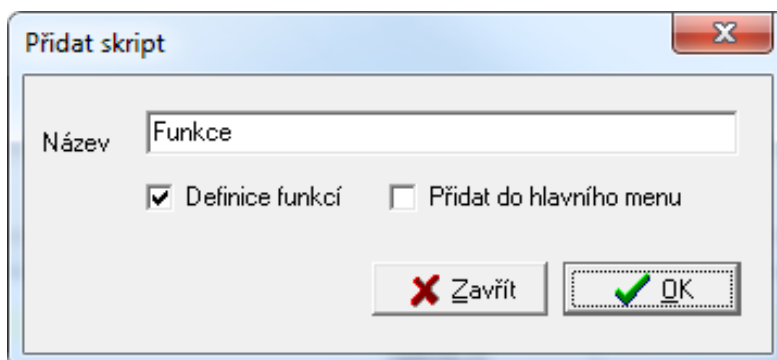 Přidat skript
Název Funkce
Definice funkcí Přidat do hlavního menu
Zavřít OK